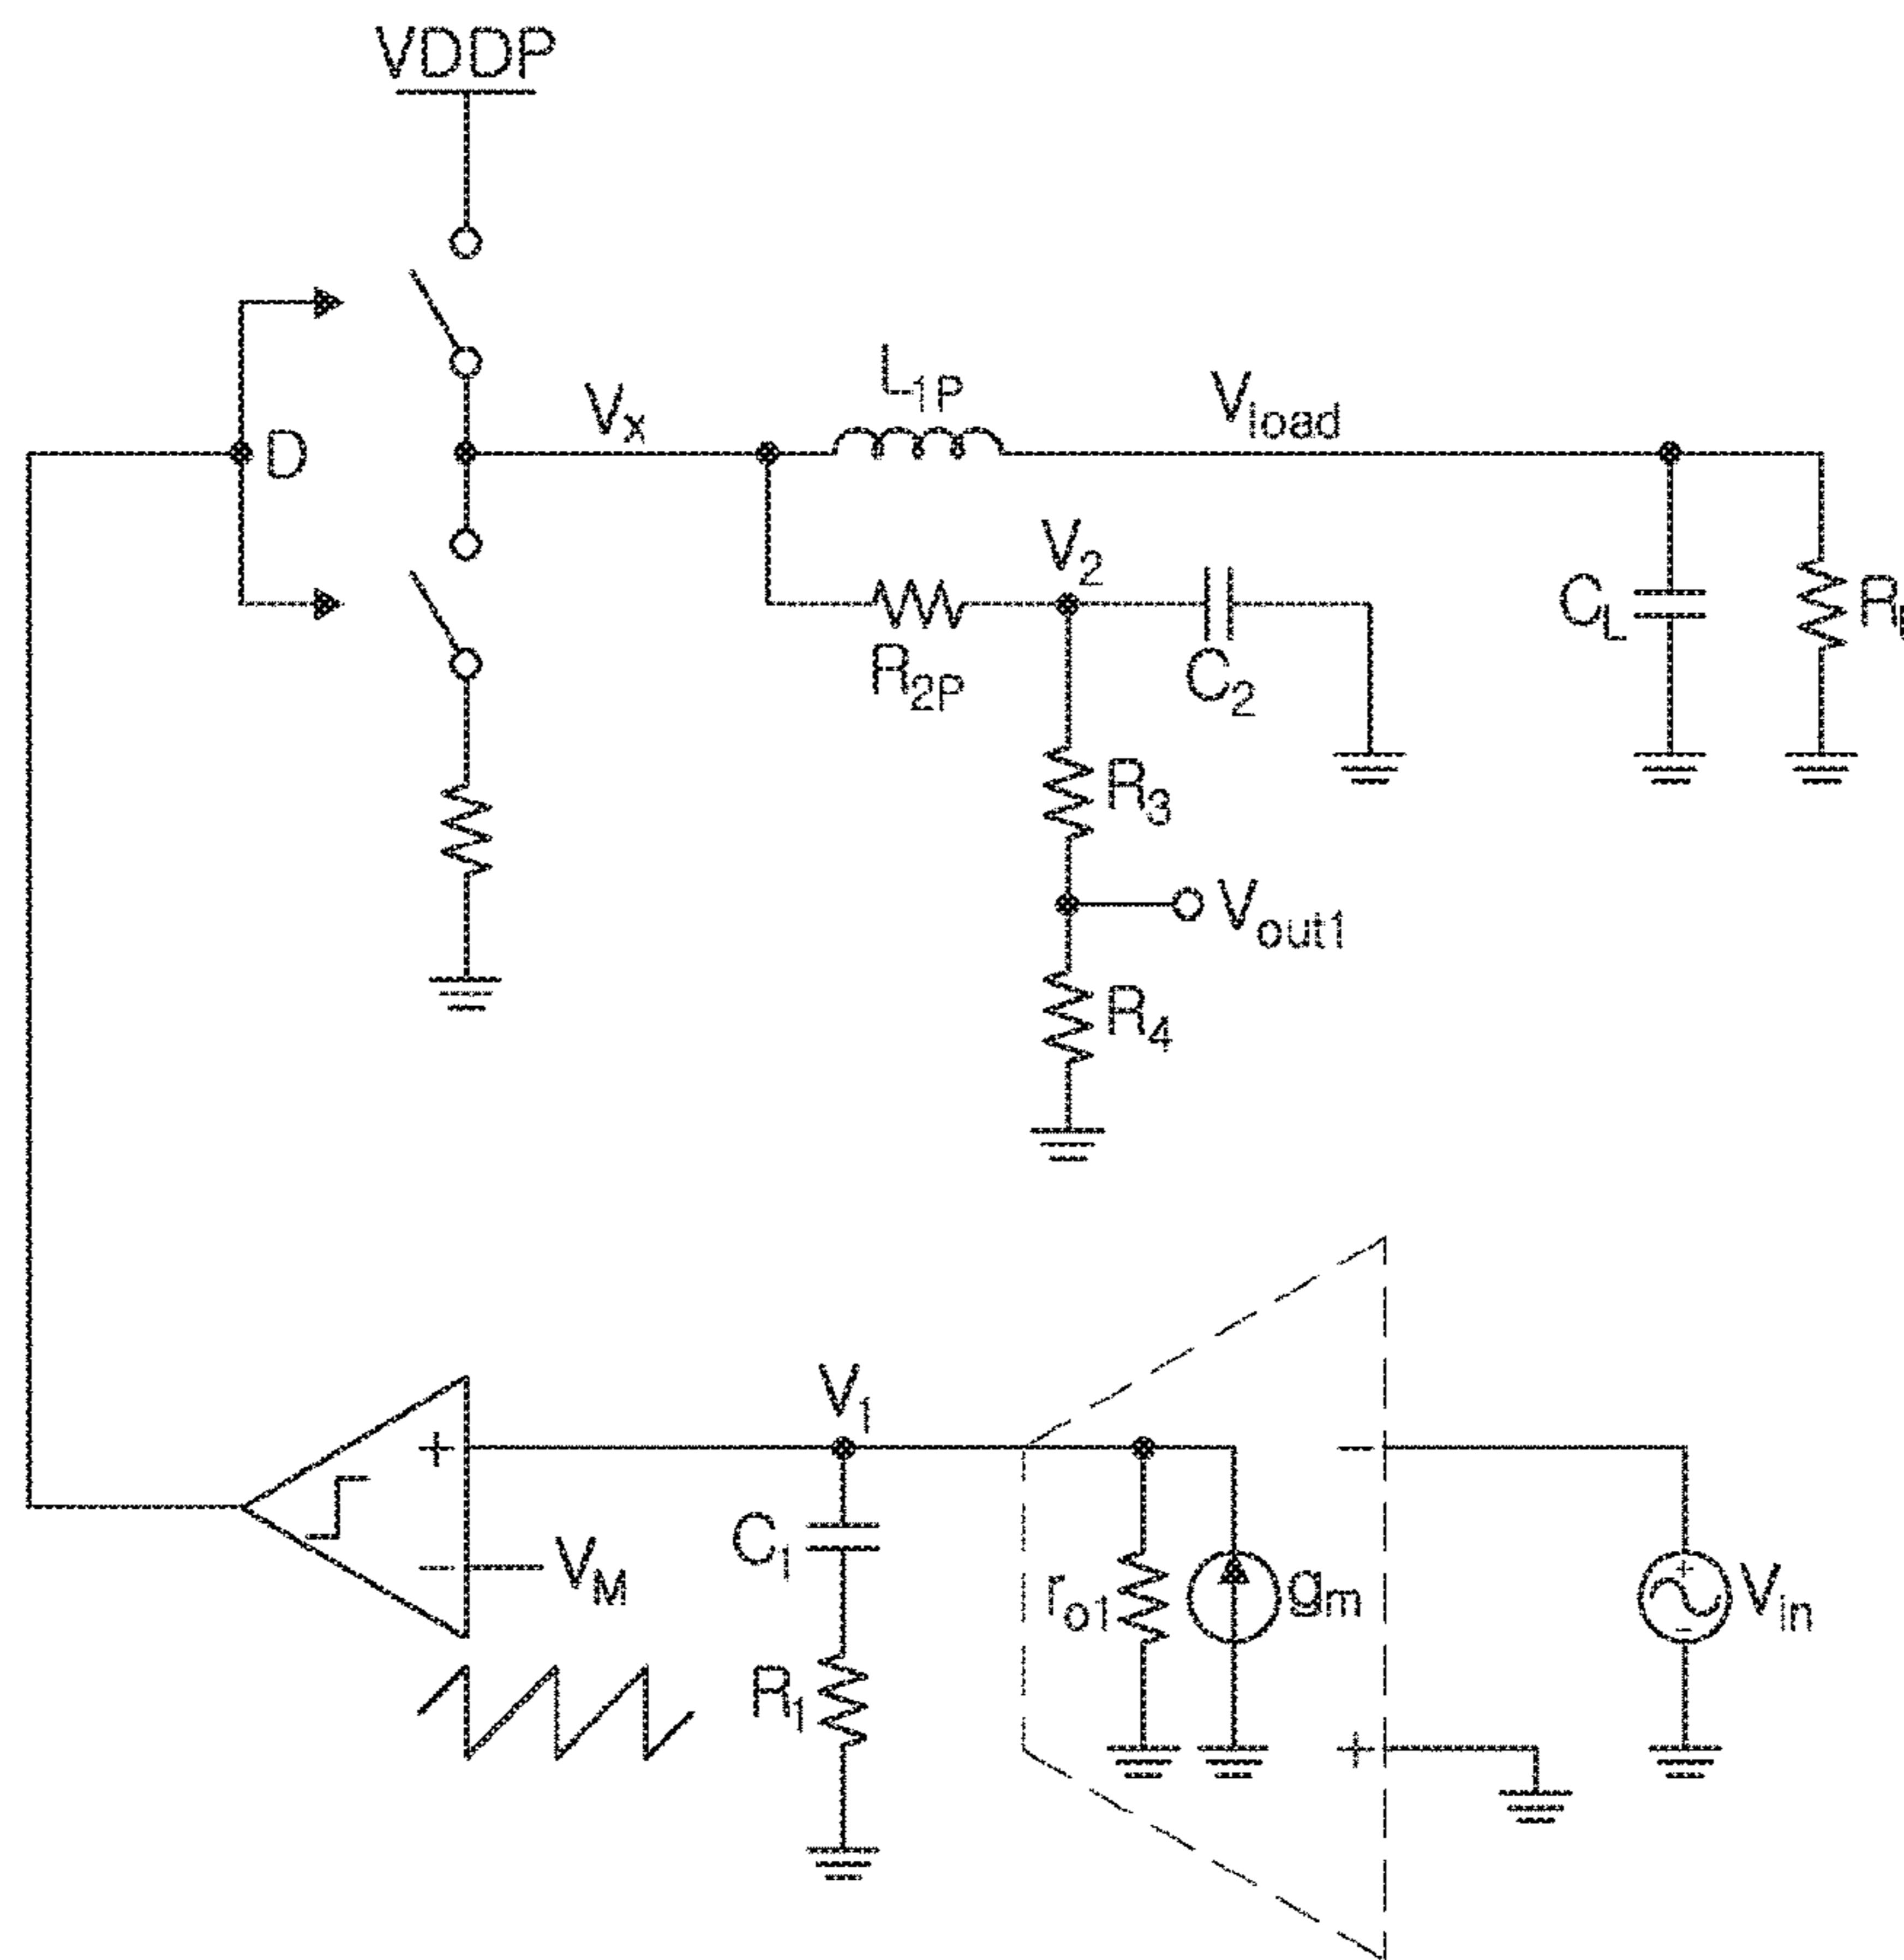 VDDP
L1P
Vx
Vload
D
V2
CL
R2P
C2
R3
Vout1
R4
V1
+
−
C1
− VM
ro1
gm
+
−
Vin
R1
+